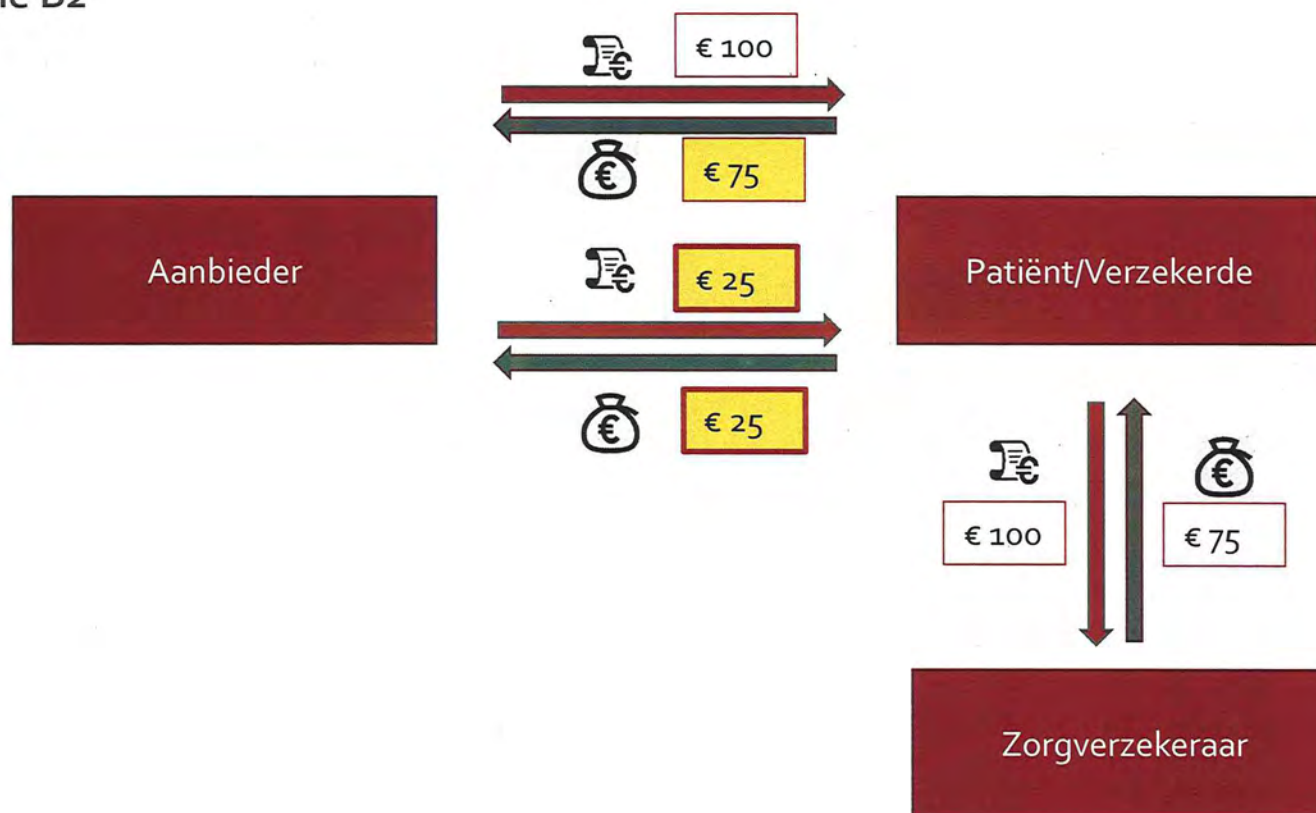 € 100
€ 75
Aanbieder
€ 25
Patiënt/Verzekerde
€ 25
€ 100
€ 75
Zorgverzekeraar